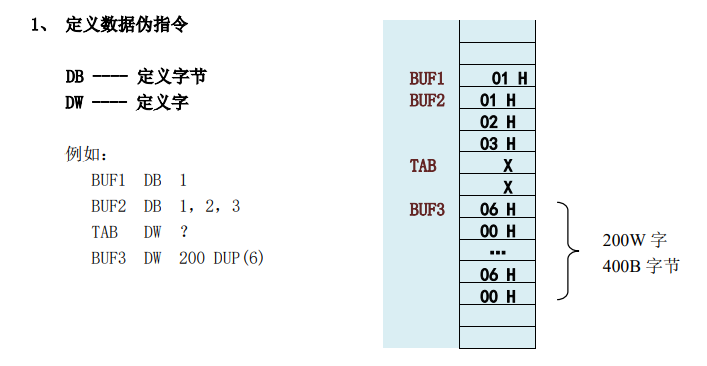 1、 定义数据伪指令
DB ---- 定义字节
DW ---- 定义字
例如：
BUF1 DB 1
BUF2 DB 1，2，3
TAB DW ？
BUF3 DW 200 DUP(6)
BUF1 01 H
BUF2 01 H
02 H
03 H
TAB X
X
BUF3 06 H
00 H
…
06 H
00 H
200W 字
400B 字节